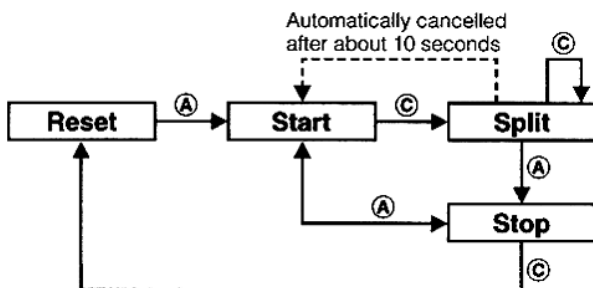 Automatically cancelled
after about 10 seconds
Ⓒ
Reset
Ⓐ
Start
Ⓒ
Split
Ⓐ
Ⓐ
Stop
Ⓒ